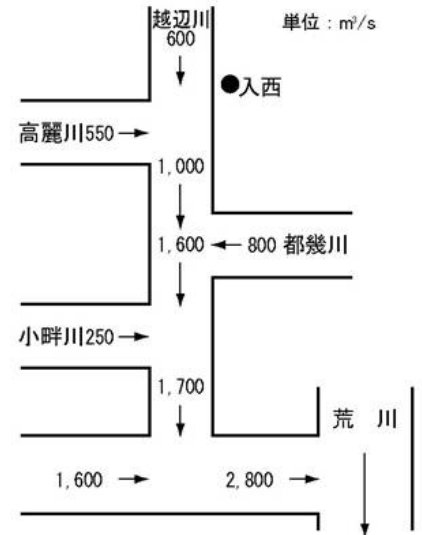 越辺川
600
単位：m³/s
●入西
高麗川550
1,000
1,600
800 都幾川
小畔川250
1,700
荒　川
1,600
2,800